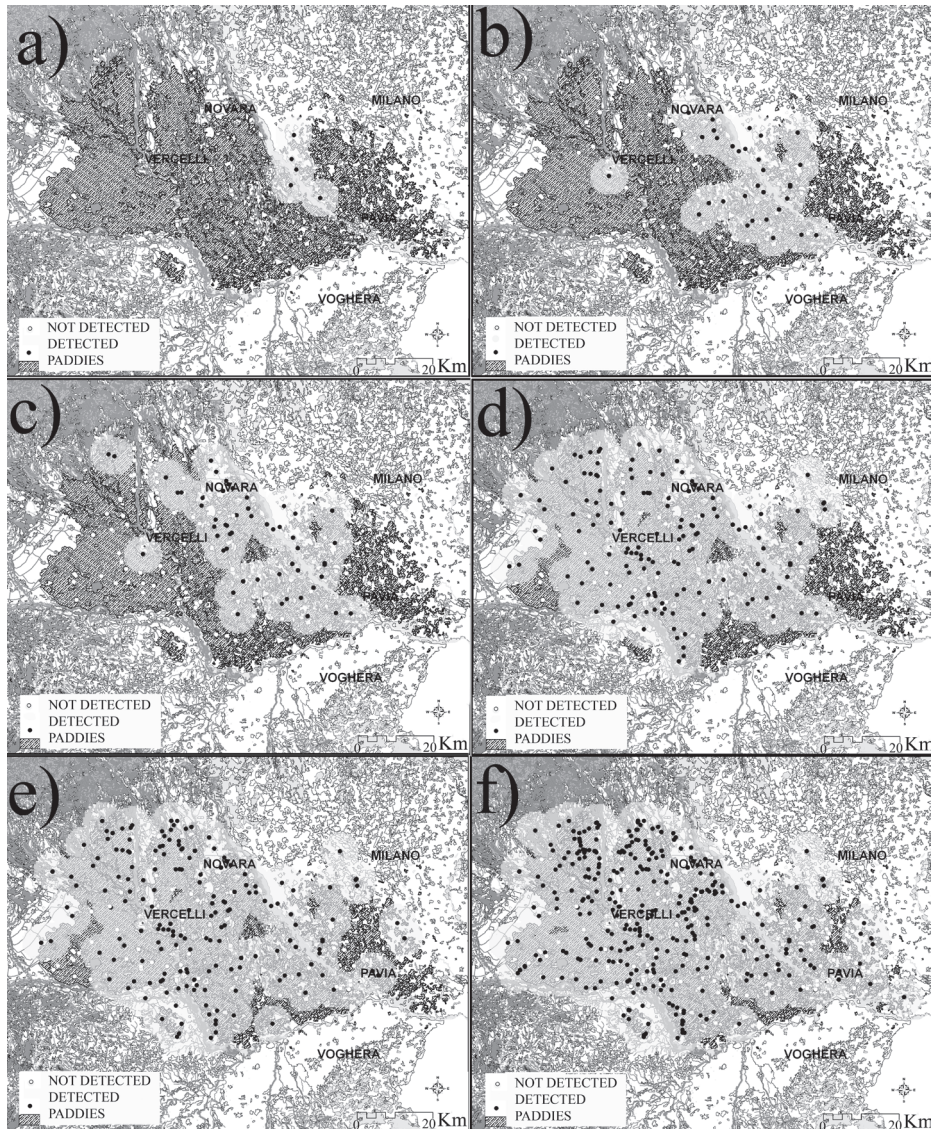 a)
NOVARA
MILANO
VERCELLI
PAVIA
VOGHERA
NOT DETECTED
DETECTED
PADDIES
0 20 Km
b)
NOVARA
MILANO
VERCELLI
PAVIA
VOGHERA
NOT DETECTED
DETECTED
PADDIES
0 20 Km
c)
NOVARA
MILANO
VERCELLI
PAVIA
VOGHERA
NOT DETECTED
DETECTED
PADDIES
0 20 Km
d)
NOVARA
MILANO
VERCELLI
PAVIA
VOGHERA
NOT DETECTED
DETECTED
PADDIES
0 20 Km
e)
MILANO
NOVARA
VERCELLI
PAVIA
VOGHERA
NOT DETECTED
DETECTED
PADDIES
0 20 Km
f)
MILANO
NOVARA
VERCELLI
PAVIA
VOGHERA
NOT DETECTED
DETECTED
PADDIES
0 20 Km